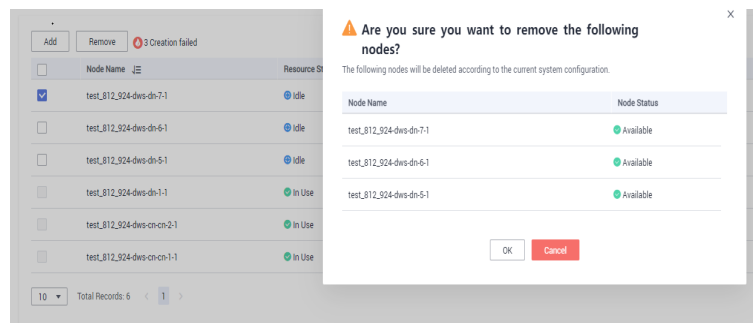 Add
Remove
3 Creation failed
Node Name
Resource St
test_812_924-dws-dn-7-1
Idle
test_812_924-dws-dn-6-1
Idle
test_812_924-dws-dn-5-1
Idle
test_812_924-dws-dn-1-1
In Use
test_812_924-dws-cn-cn-2-1
In Use
test_812_924-dws-cn-cn-1-1
In Use
10
Total Records: 6
< 1 >
X
Are you sure you want to remove the following
nodes?
The following nodes will be deleted according to the current system configuration.
Node Name
Node Status
test_812_924-dws-dn-7-1
Available
test_812_924-dws-dn-6-1
Available
test_812_924-dws-dn-5-1
Available
OK
Cancel